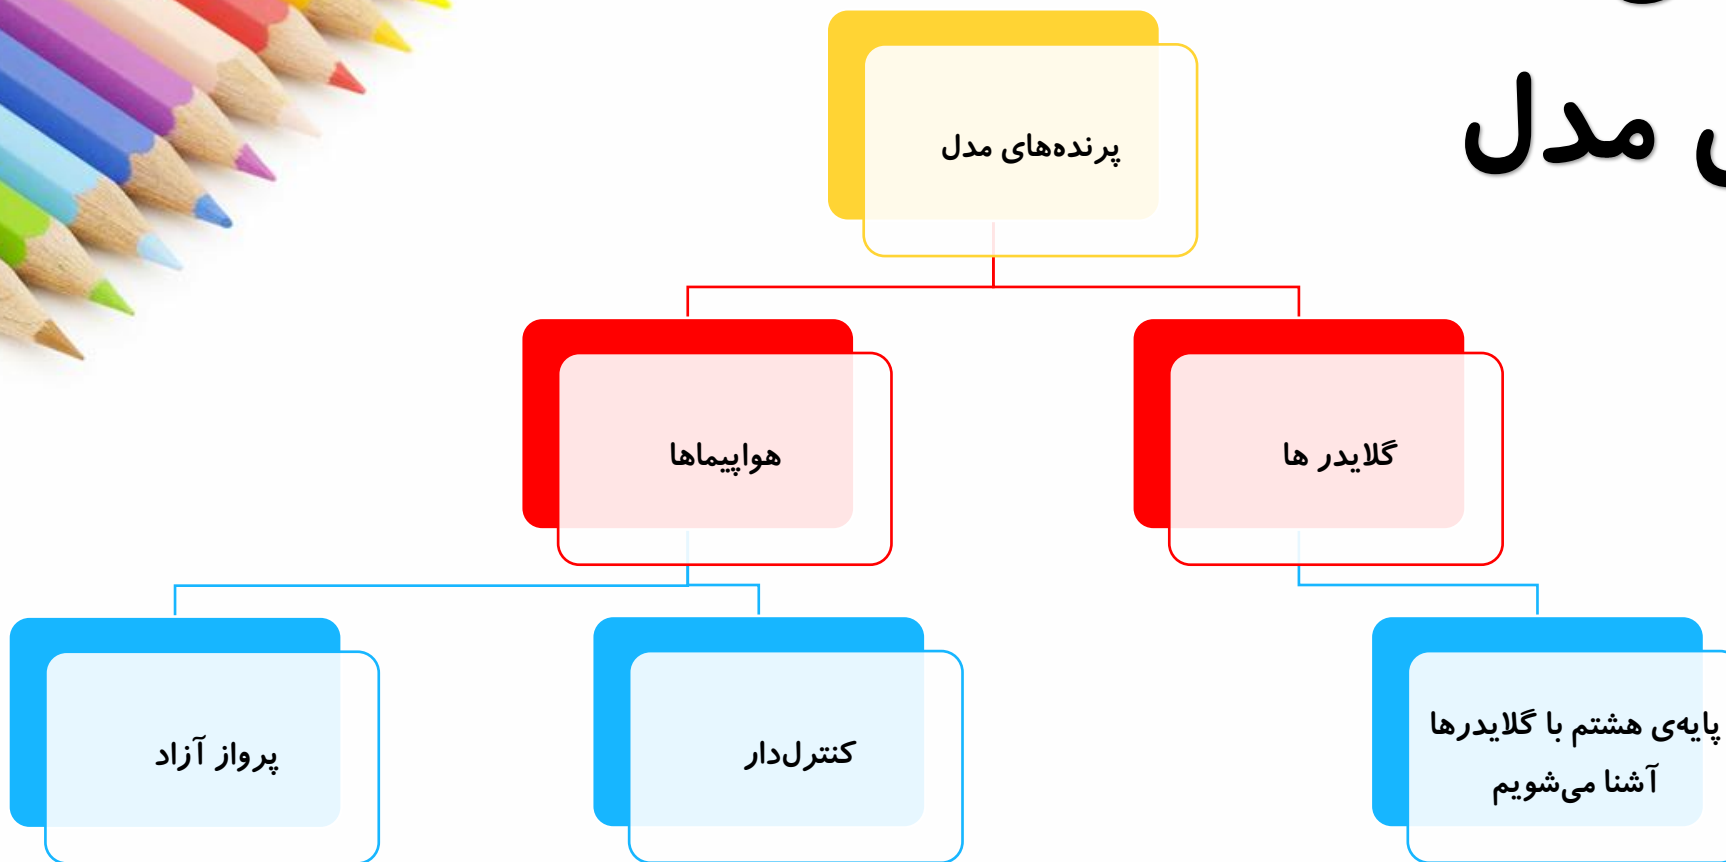 مدل
پرنده‌های مدل
گلایدر ها
هواپیماها
پایه‌ی هشتم با گلایدرها
آشنا می‌شویم
کنترل‌دار
پرواز آزاد